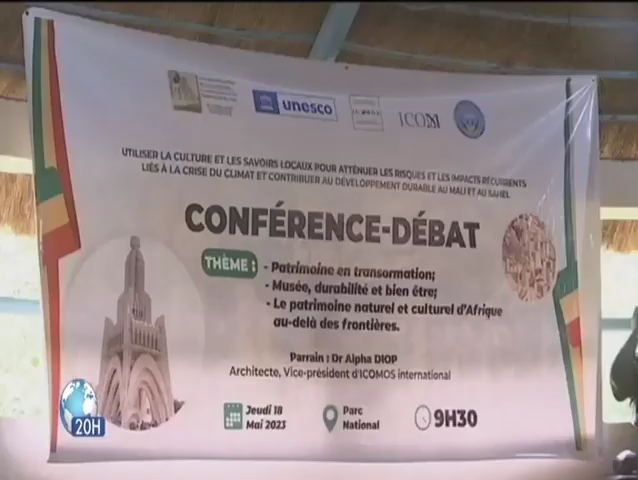 unesco
ICOM
UTILISER LA CULTURE ET LES SAVOIRS LOCAUX POUR ATTÉNUER LES RISQUES ET LES IMPACTS RÉCURRENTS
LIÉS À LA CRISE DU CLIMAT ET CONTRIBUER AU DÉVELOPPEMENT DURABLE AU MALI ET AU SAHEL
CONFÉRENCE-DÉBAT
THÈME : - Patrimoine en transormation;
- Musée, durabilité et bien être;
- Le patrimoine naturel et culturel d'Afrique
au-delà des frontières.
Parrain : Dr Alpha DIOP
Architecte, Vice-président d'ICOMOS international
Jeudi 18
Mai 2023
Parc
National
9H30
20H